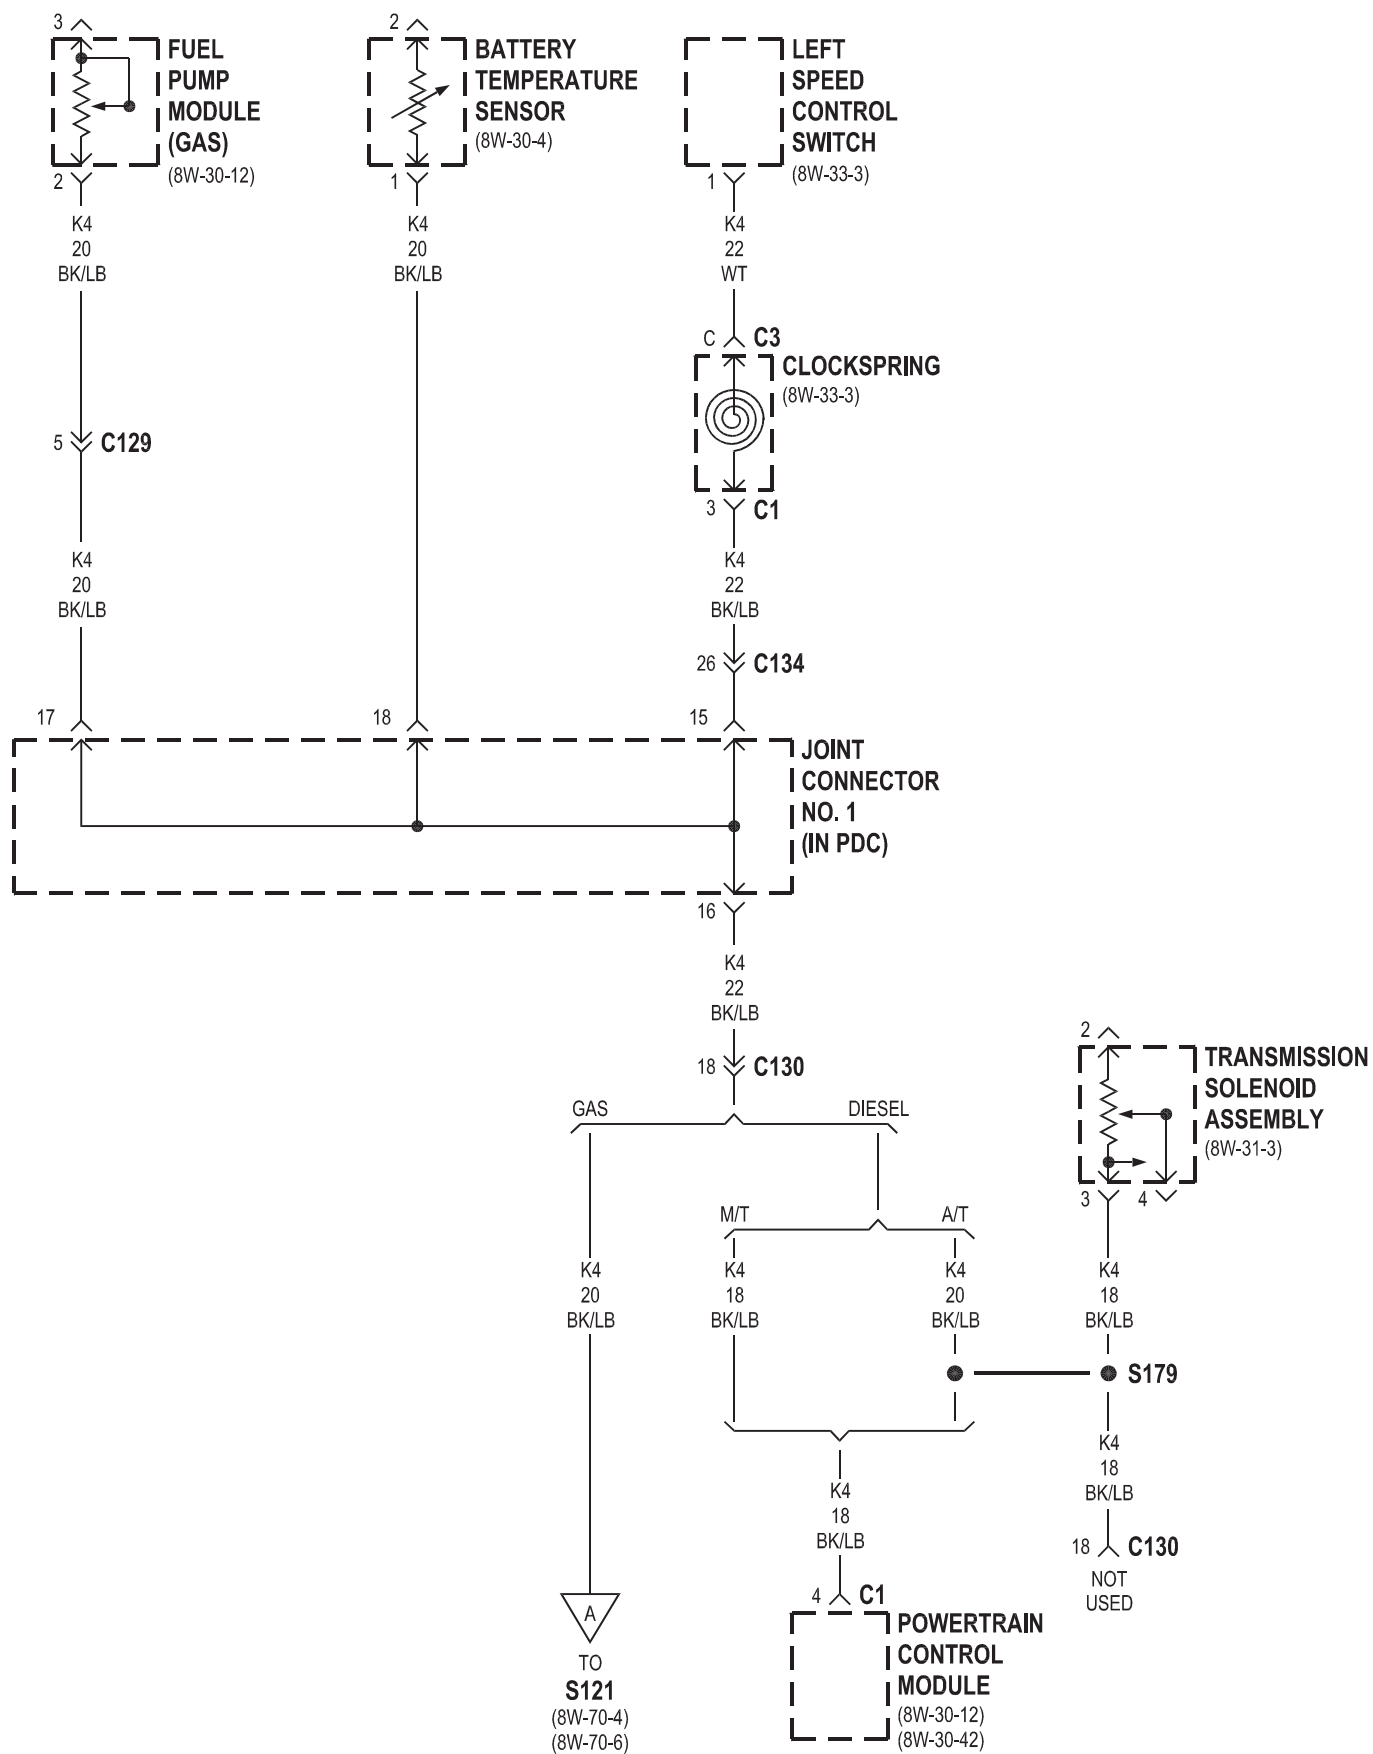 3
FUEL
PUMP
MODULE
(GAS)
(8W-30-12)
2
K4
20
BK/LB
5 C129
K4
20
BK/LB
17
2
BATTERY
TEMPERATURE
SENSOR
(8W-30-4)
1
K4
20
BK/LB
18
LEFT
SPEED
CONTROL
SWITCH
(8W-33-3)
1
K4
22
WT
C C3
CLOCKSPRING
(8W-33-3)
3 C1
K4
22
BK/LB
26 C134
15
JOINT
CONNECTOR
NO. 1
(IN PDC)
16
K4
22
BK/LB
18 C130
GAS
DIESEL
M/T
A/T
K4
20
BK/LB
K4
18
BK/LB
K4
20
BK/LB
2
TRANSMISSION
SOLENOID
ASSEMBLY
(8W-31-3)
3
4
K4
18
BK/LB
S179
K4
18
BK/LB
18 C130
NOT
USED
K4
18
BK/LB
4 C1
POWERTRAIN
CONTROL
MODULE
(8W-30-12)
(8W-30-42)
A
TO
S121
(8W-70-4)
(8W-70-6)